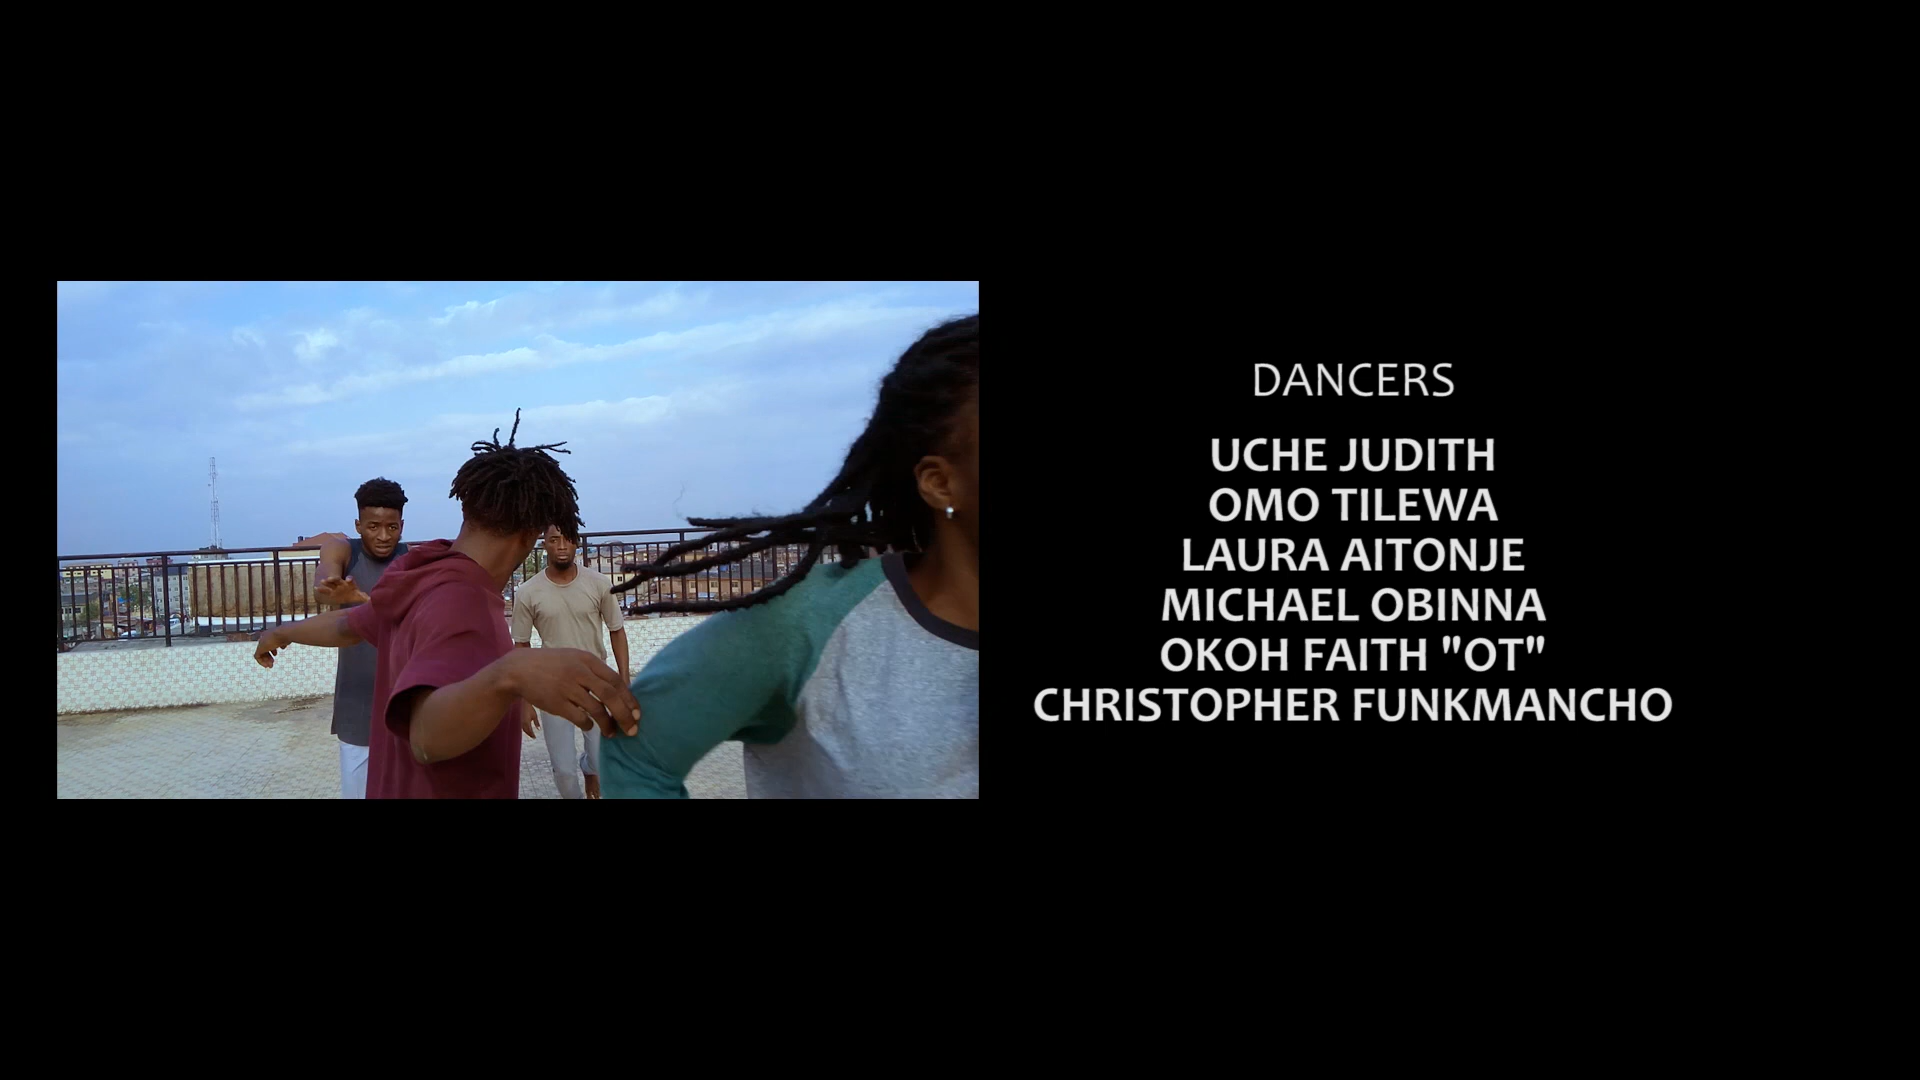 DANCERS
UCHE JUDITH
OMO TILEWA
LAURA AITONJE
MICHAEL OBINNA
OKOH FAITH "OT"
CHRISTOPHER FUNKMANCHO